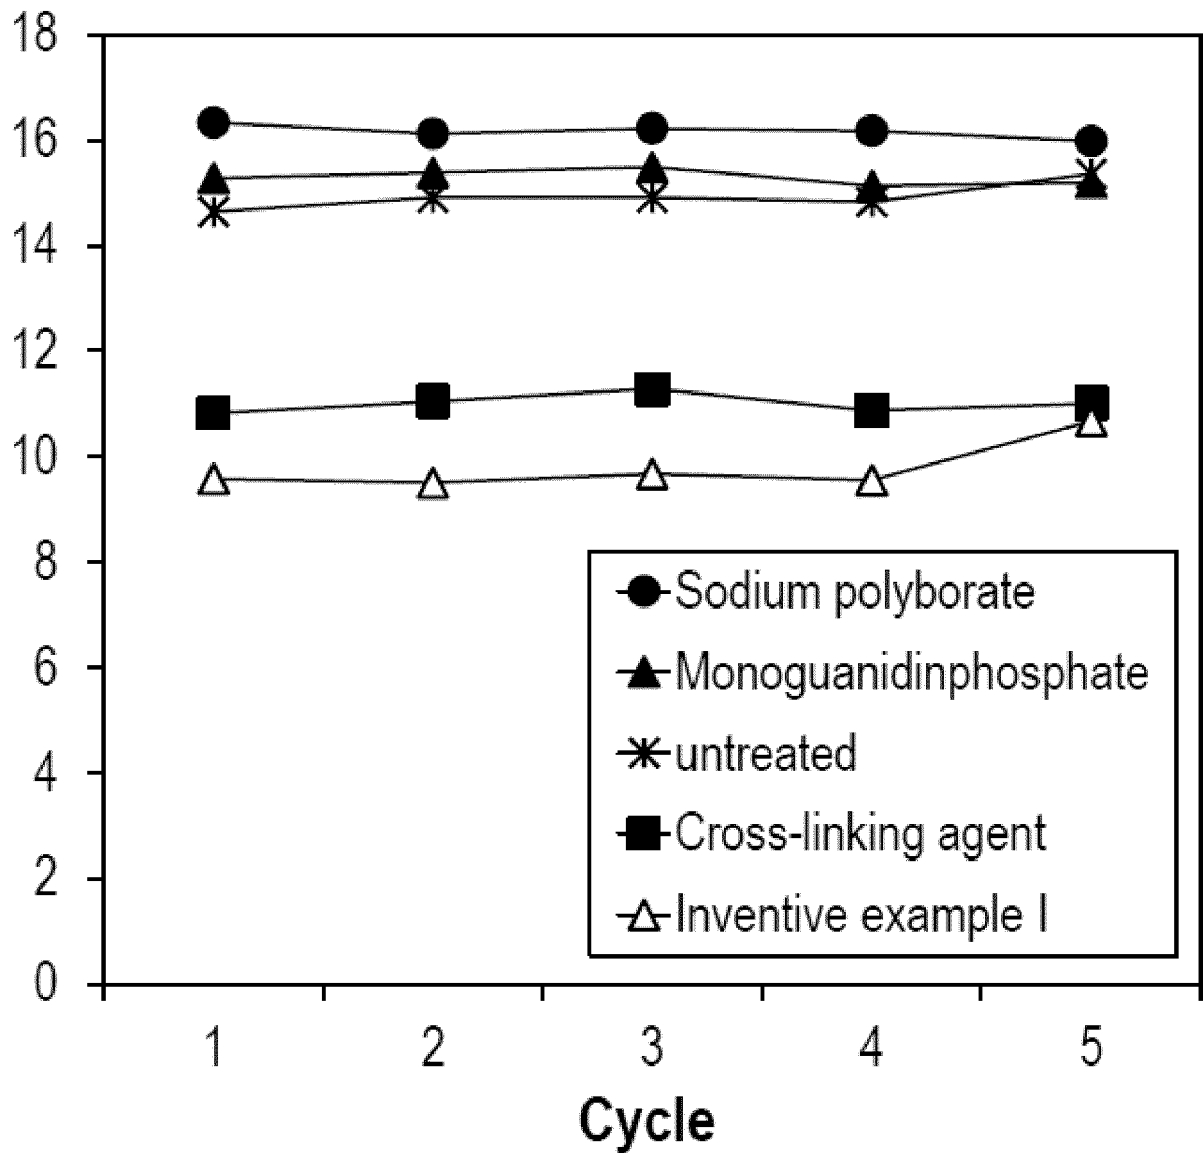 18
16
14
12
10
8
6
4
2
0
Sodium polyborate
Monoguanidinphosphate
untreated
Cross-linking agent
Inventive example I
1 2 3 4 5
Cycle